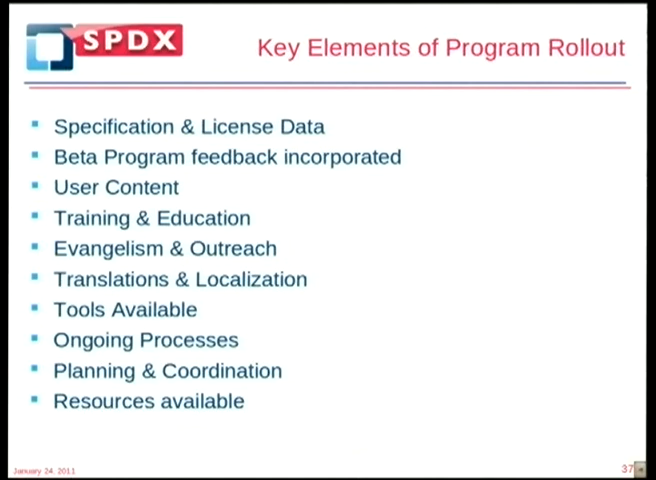 SPDX
Key Elements of Program Rollout
Specification & License Data
Beta Program feedback incorporated
User Content
Training & Education
Evangelism & Outreach
Translations & Localization
Tools Available
Ongoing Processes
Planning & Coordination
Resources available
January 24, 2011
37